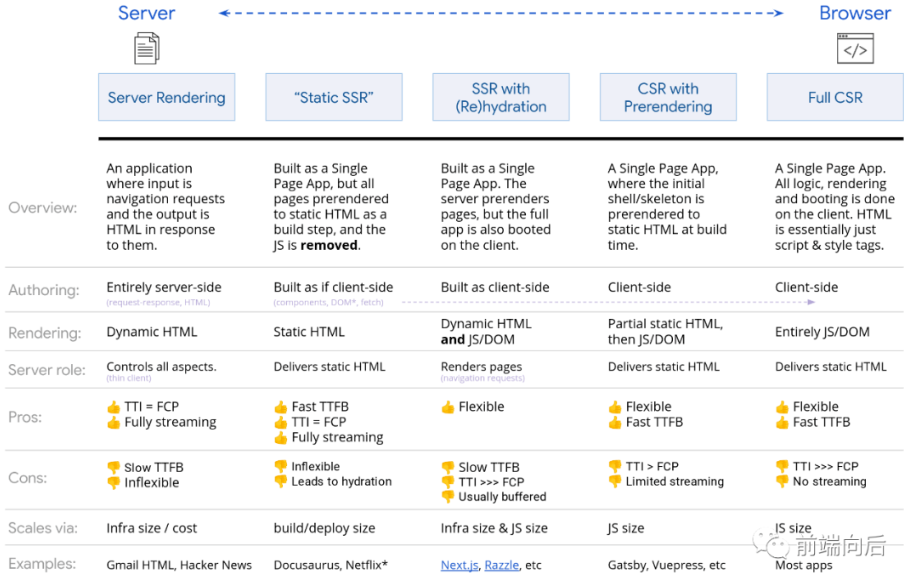 Server
Browser
Server Rendering
“Static SSR”
SSR with
(Re)hydration
CSR with
Prerendering
Full CSR
Overview:
An application
where input is
navigation requests
and the output is
HTML in response
to them.
Built as a Single
Page App, but all
pages prerendered
to static HTML as a
build step, and the
JS is removed.
Built as a Single
Page App. The
server prerenders
pages, but the full
app is also booted
on the client.
A Single Page App,
where the initial
shell/skeleton is
prerendered to
static HTML at build
time.
A Single Page App.
All logic, rendering
and booting is done
on the client. HTML
is essentially just
script & style tags.
Authoring:
Entirely server-side
(request-response, HTML)
Built as if client-side
(components, DOM*, fetch)
Built as client-side
Client-side
Client-side
Rendering:
Dynamic HTML
Static HTML
Dynamic HTML
and JS/DOM
Partial static HTML,
then JS/DOM
Entirely JS/DOM
Server role:
Controls all aspects.
(thin client)
Delivers static HTML
Renders pages
(navigation requests)
Delivers static HTML
Delivers static HTML
Pros:
👍 TTI = FCP
👍 Fully streaming
👍 Fast TTFB
👍 TTI = FCP
👍 Fully streaming
👍 Flexible
👍 Flexible
👍 Fast TTFB
👍 Flexible
👍 Fast TTFB
Cons:
👎 Slow TTFB
👎 Inflexible
👎 Inflexible
👎 Leads to hydration
👎 Slow TTFB
👎 TTI >>> FCP
👎 Usually buffered
👎 TTI > FCP
👎 Limited streaming
👎 TTI >>> FCP
👎 No streaming
Scales via:
Infra size / cost
build/deploy size
Infra size & JS size
JS size
JS size
Examples:
Gmail HTML, Hacker News
Docusaurus, Netflix*
Next.js, Razzle, etc
Gatsby, Vuepress, etc
Most apps
前端向后